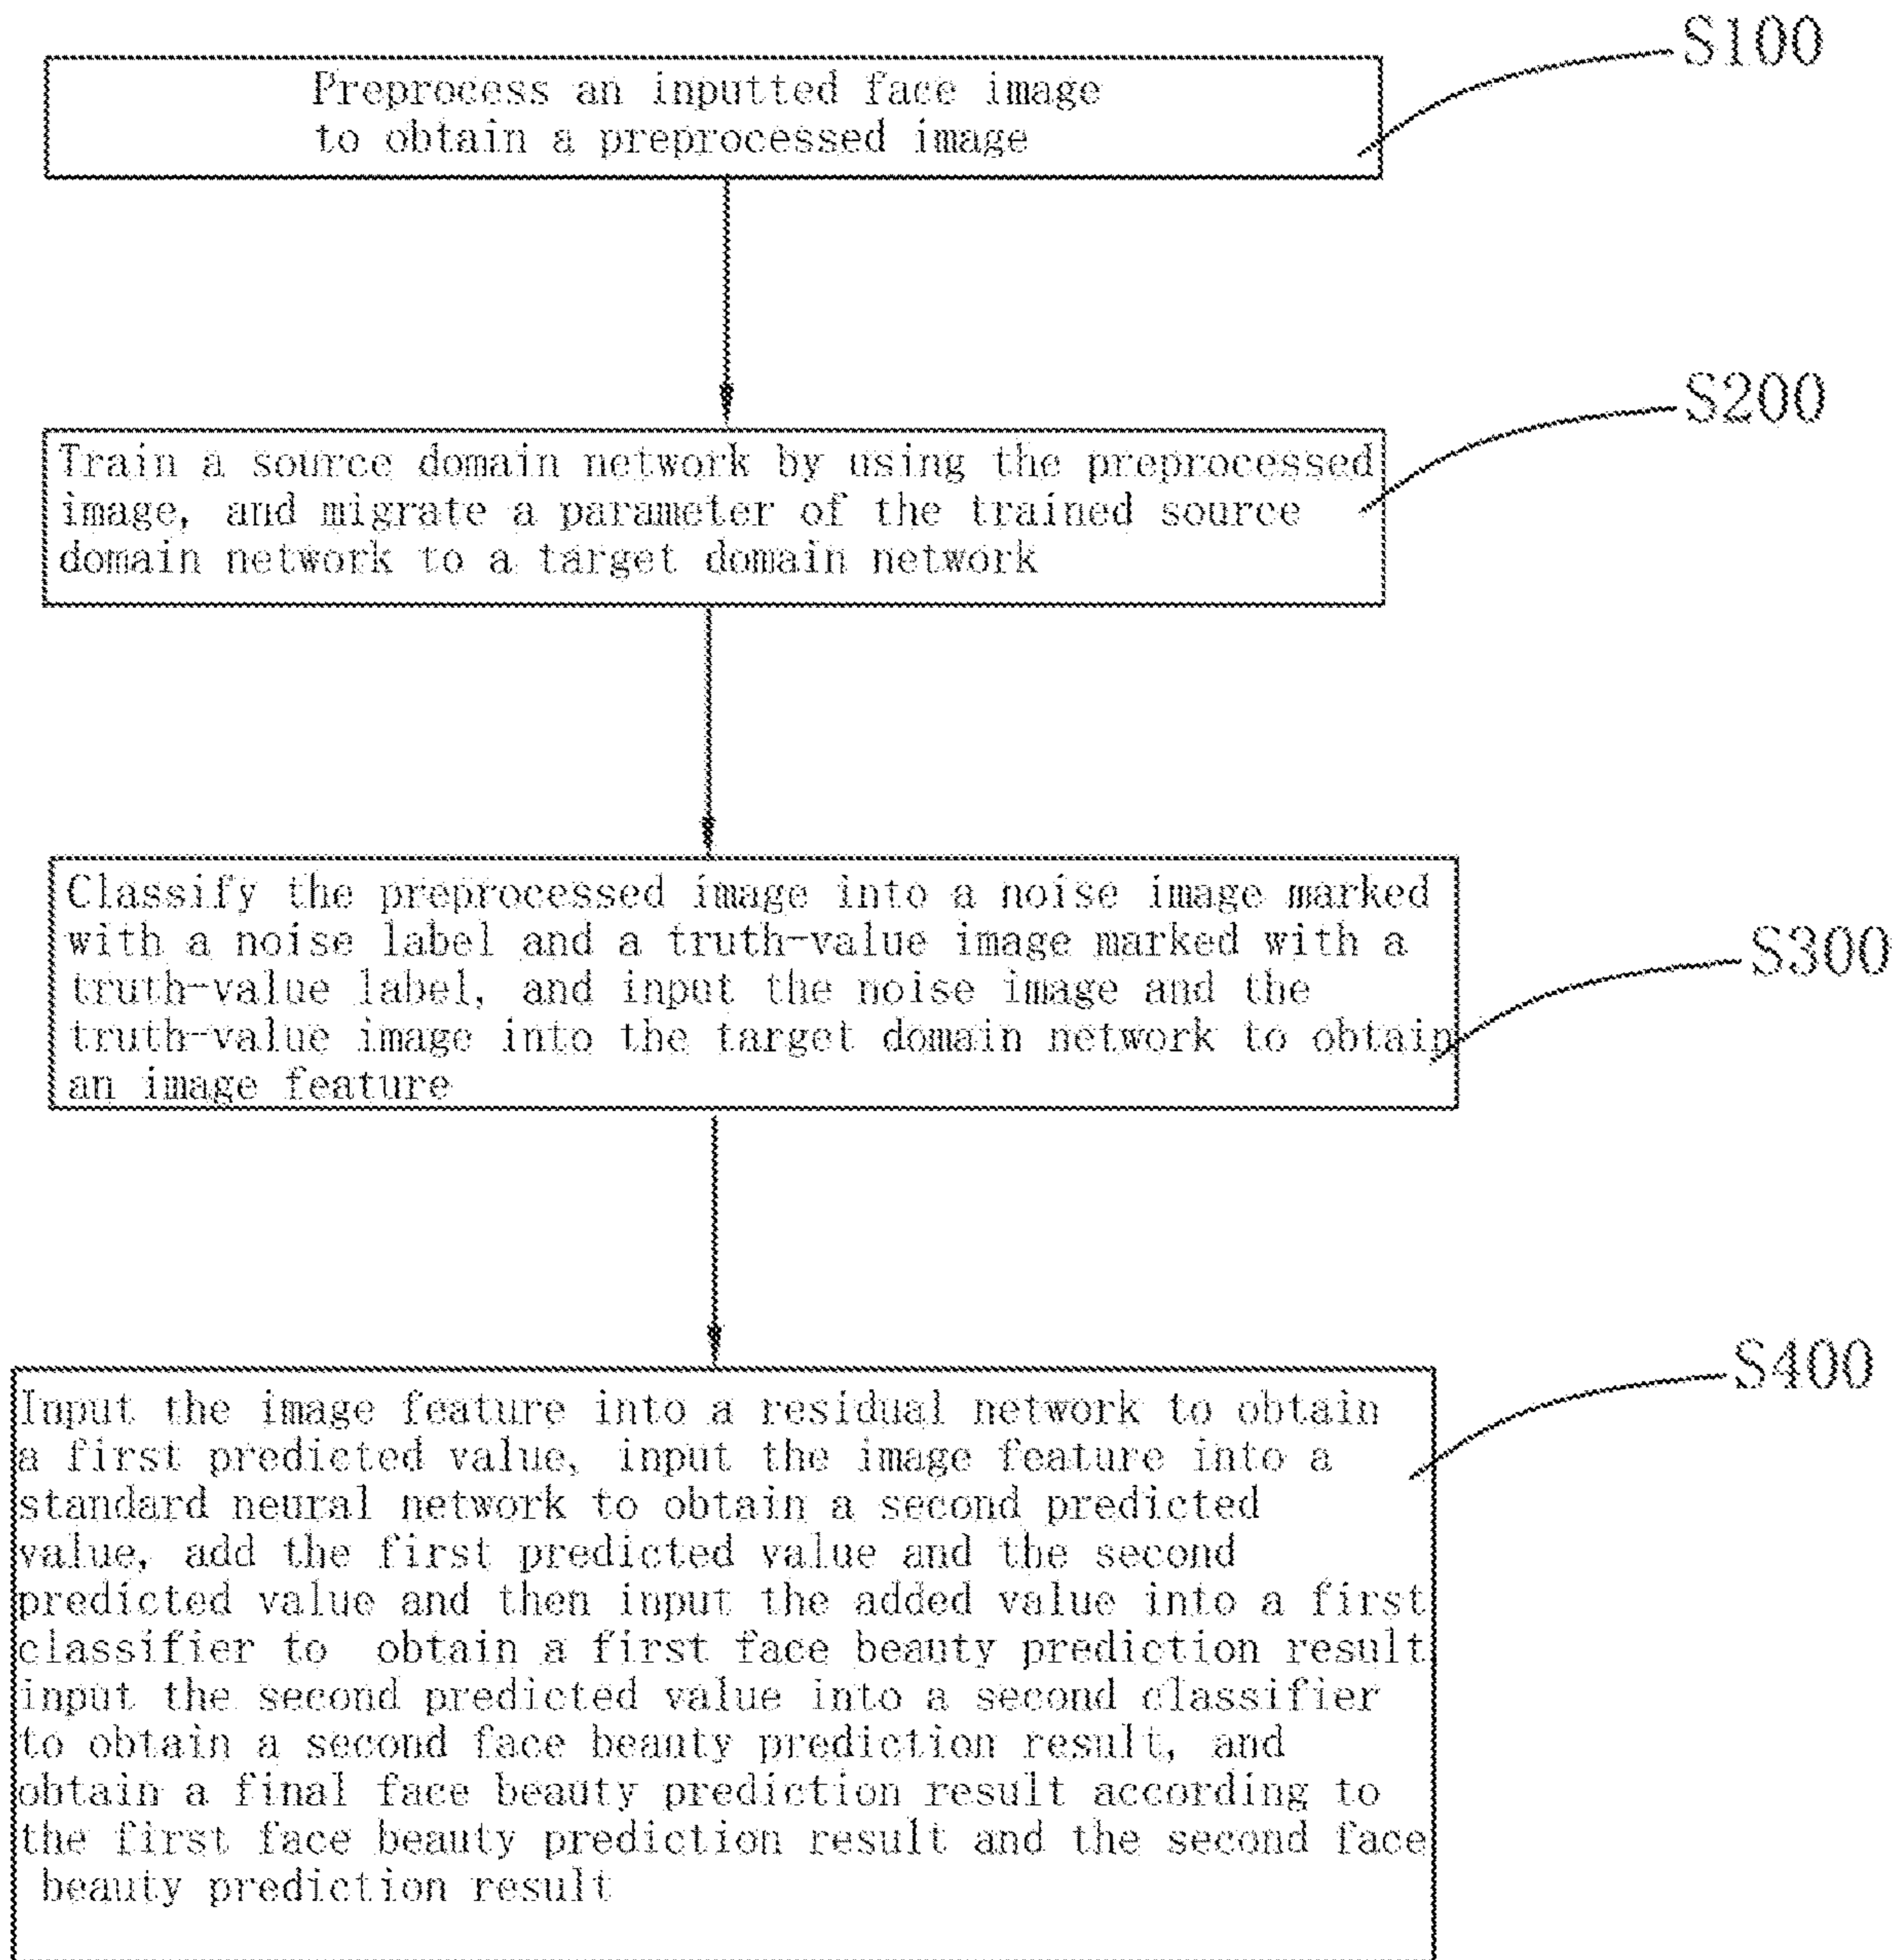 S100
Preprocess an inputted face image
to obtain a preprocessed image
S200
Train a source domain network by using the preprocessed
image, and migrate a parameter of the trained source
domain network to a target domain network
S300
Classify the preprocessed image into a noise image marked
with a noise label and a truth-value image marked with a
truth-value label, and input the noise image and the
truth-value image into the target domain network to obtain
an image feature
S400
Input the image feature into a residual network to obtain
a first predicted value, input the image feature into a
standard neural network to obtain a second predicted
value, add the first predicted value and the second
predicted value and then input the added value into a first
classifier to obtain a first face beauty prediction result
input the second predicted value into a second classifier
to obtain a second face beauty prediction result, and
obtain a final face beauty prediction result according to
the first face beauty prediction result and the second face
beauty prediction result